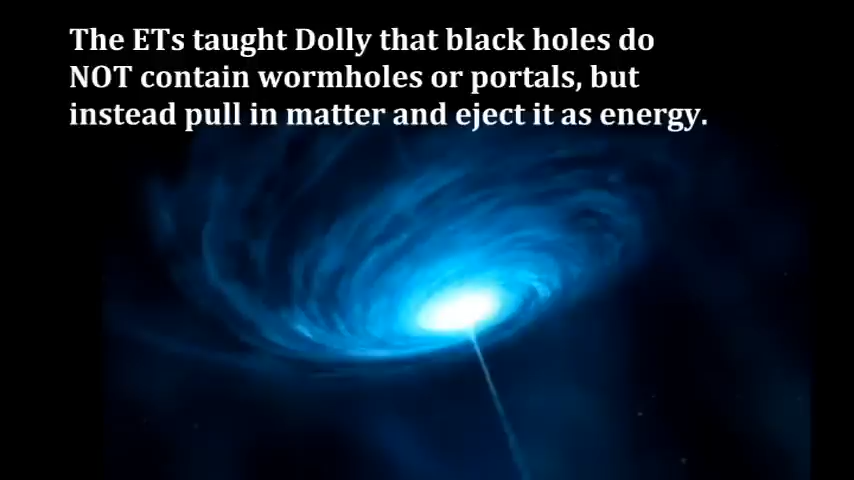 The ETs taught Dolly that black holes do
NOT contain wormholes or portals, but
instead pull in matter and eject it as energy.